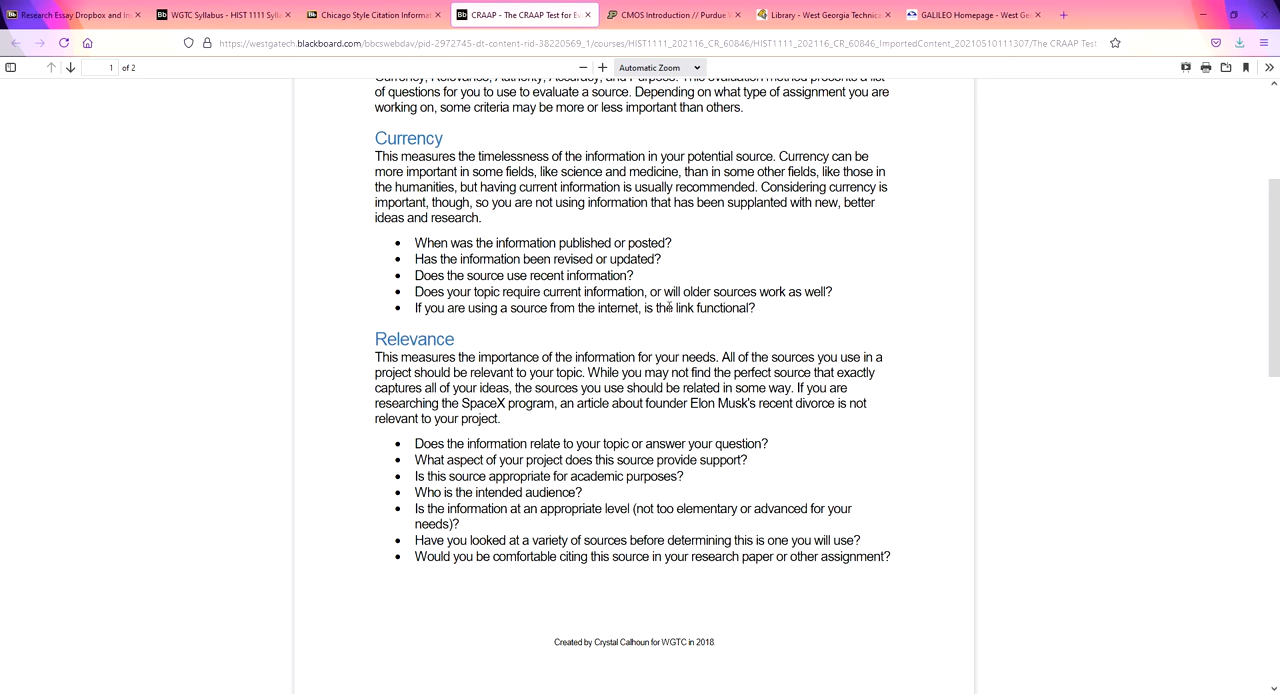 Research Essay Dropbox and In
WGTC Syllabus - HIST 1111 Syll
Chicago Style Citation Informat
CRAAP - The CRAAP Test for Ev
CMOS Introduction // Purdue W
Library - West Georgia Technica
GALILEO Homepage - West Ge
https://westgatech.blackboard.com/bbcswebdav/pid-2972745-dt-content-rid-38220569_1/courses/HIST1111_202116_CR_60846/HIST1111_202116_CR_60846_ImportedContent_20210510111307/The CRAAP Test
1 of 2
Automatic Zoom
Currency, Relevance, Authority, Accuracy, and Purpose. This evaluation method presents a list
of questions for you to use to evaluate a source. Depending on what type of assignment you are
working on, some criteria may be more or less important than others.
Currency
This measures the timelessness of the information in your potential source. Currency can be
more important in some fields, like science and medicine, than in some other fields, like those in
the humanities, but having current information is usually recommended. Considering currency is
important, though, so you are not using information that has been supplanted with new, better
ideas and research.
• When was the information published or posted?
• Has the information been revised or updated?
• Does the source use recent information?
• Does your topic require current information, or will older sources work as well?
• If you are using a source from the internet, is the link functional?
Relevance
This measures the importance of the information for your needs. All of the sources you use in a
project should be relevant to your topic. While you may not find the perfect source that exactly
captures all of your ideas, the sources you use should be related in some way. If you are
researching the SpaceX program, an article about founder Elon Musk's recent divorce is not
relevant to your project.
• Does the information relate to your topic or answer your question?
• What aspect of your project does this source provide support?
• Is this source appropriate for academic purposes?
• Who is the intended audience?
• Is the information at an appropriate level (not too elementary or advanced for your
needs)?
• Have you looked at a variety of sources before determining this is one you will use?
• Would you be comfortable citing this source in your research paper or other assignment?
Created by Crystal Calhoun for WGTC in 2018.